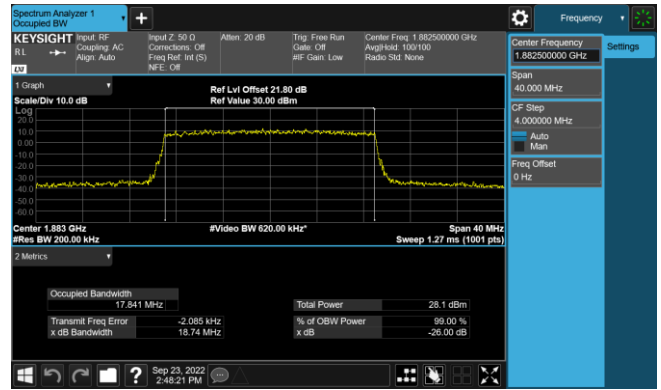 Spectrum Analyzer 1
Occupied BW
Frequency
KEYSIGHT
RL
LXI
Input: RF
Coupling: AC
Align: Auto
Input Z: 50 Ω
Corrections: Off
Freq Ref: Int (S)
NFE: Off
Atten: 20 dB
Trig: Free Run
Gate: Off
#IF Gain: Low
Center Freq: 1.882500000 GHz
Avg|Hold: 100/100
Radio Std: None
Center Frequency
1.882500000 GHz
Settings
Span
40.000 MHz
CF Step
4.000000 MHz
Auto
Man
Freq Offset
0 Hz
1 Graph
Scale/Div 10.0 dB
Ref Lvl Offset 21.80 dB
Ref Value 30.00 dBm
Log
20.0
10.0
0.00
-10.0
-20.0
-30.0
-40.0
-50.0
-60.0
Center 1.883 GHz
#Res BW 200.00 kHz
#Video BW 620.00 kHz*
Span 40 MHz
Sweep 1.27 ms (1001 pts)
2 Metrics
Occupied Bandwidth
17.841 MHz
Total Power 28.1 dBm
Transmit Freq Error -2.085 kHz
% of OBW Power 99.00 %
x dB Bandwidth 18.74 MHz
x dB -26.00 dB
?
Sep 23, 2022
2:48:21 PM